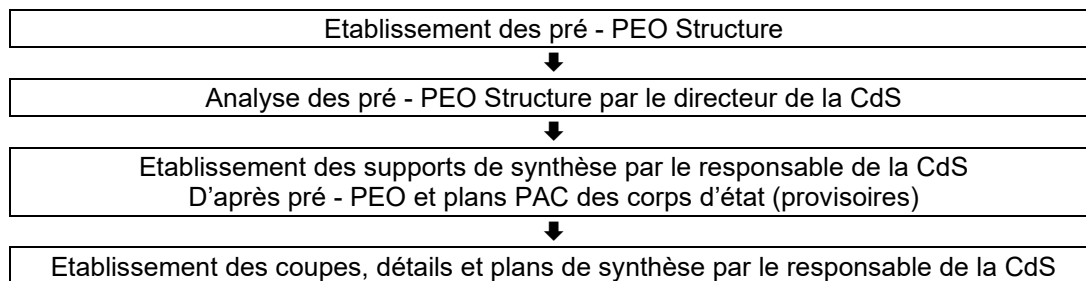 Etablissement des pré - PEO Structure
Analyse des pré - PEO Structure par le directeur de la CdS
Etablissement des supports de synthèse par le responsable de la CdS
D’après pré - PEO et plans PAC des corps d’état (provisoires)
Etablissement des coupes, détails et plans de synthèse par le responsable de la CdS